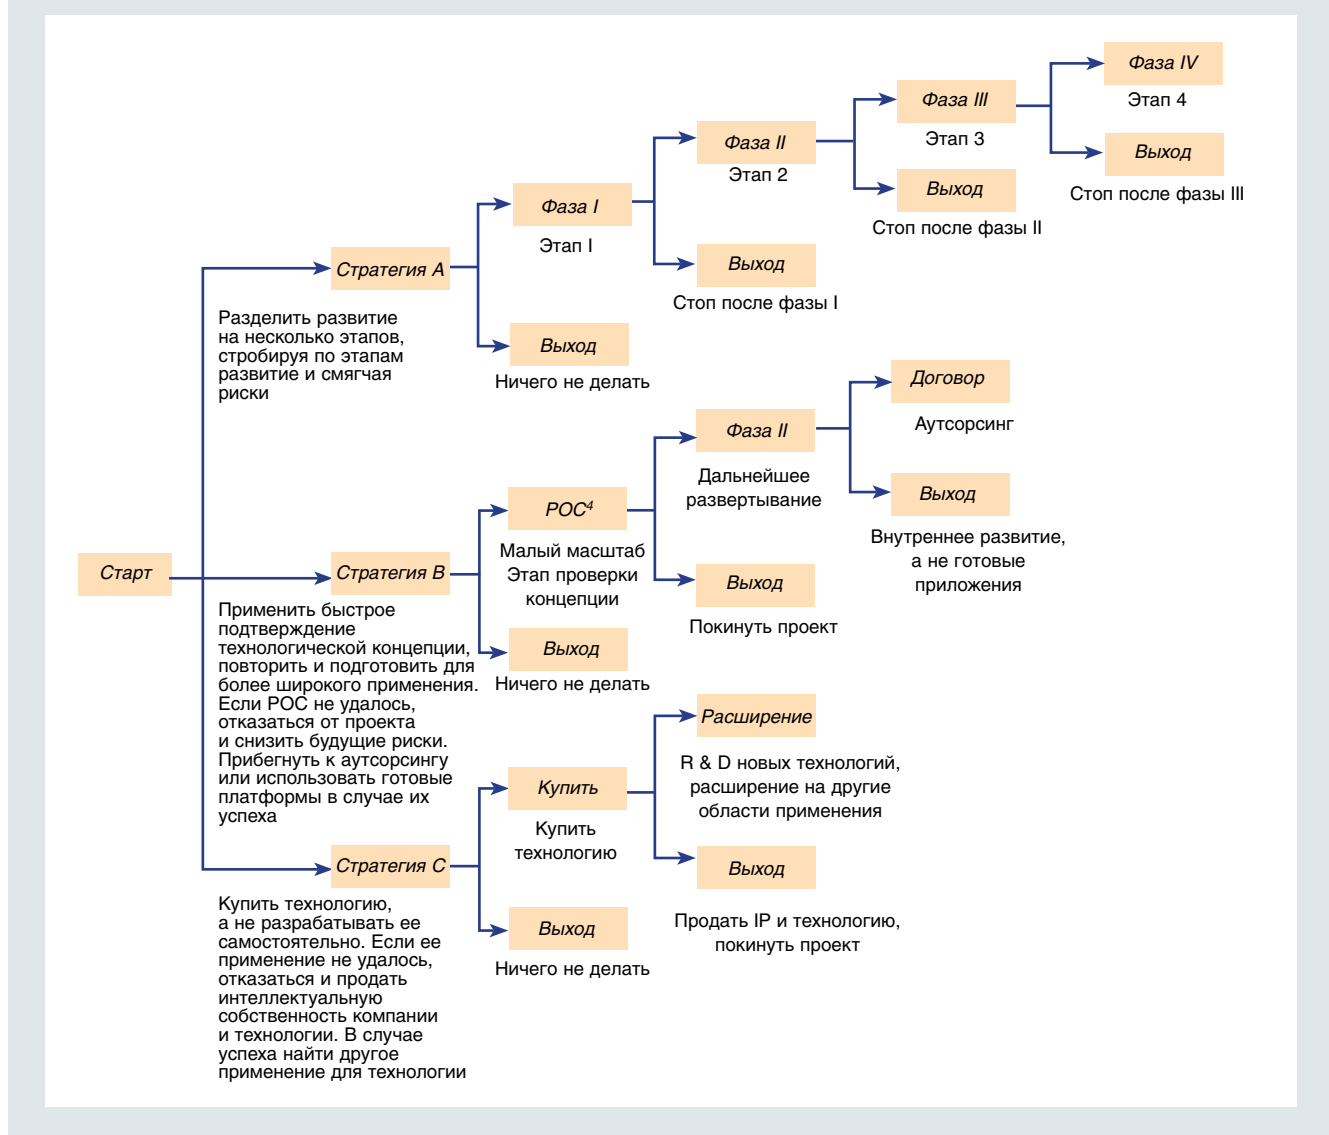 Фаза IV
Этап 4
Фаза III
Этап 3
Выход
Стоп после фазы III
Фаза II
Этап 2
Выход
Стоп после фазы II
Фаза I
Этап I
Выход
Стоп после фазы I
Стратегия A
Разделить развитие
на несколько этапов,
стробируя по этапам
развитие и смягчая
риски
Выход
Ничего не делать
Договор
Аутсорсинг
Фаза II
Дальнейшее
развертывание
Выход
Внутреннее развитие,
а не готовые
приложения
POC⁴
Малый масштаб
Этап проверки
концепции
Выход
Покинуть проект
Старт
Стратегия B
Применить быстрое
подтверждение
технологической концепции,
повторить и подготовить для
более широкого применения.
Если POC не удалось,
отказаться от проекта
и снизить будущие риски.
Прибегнуть к аутсорсингу
или использовать готовые
платформы в случае их
успеха
Выход
Ничего не делать
Расширение
R & D новых технологий,
расширение на другие
области применения
Купить
Купить
технологию
Выход
Продать IP и технологию,
покинуть проект
Стратегия C
Купить технологию,
а не разрабатывать ее
самостоятельно. Если ее
применение не удалось,
отказаться и продать
интеллектуальную
собственность компании
и технологии. В случае
успеха найти другое
применение для технологии
Выход
Ничего не делать